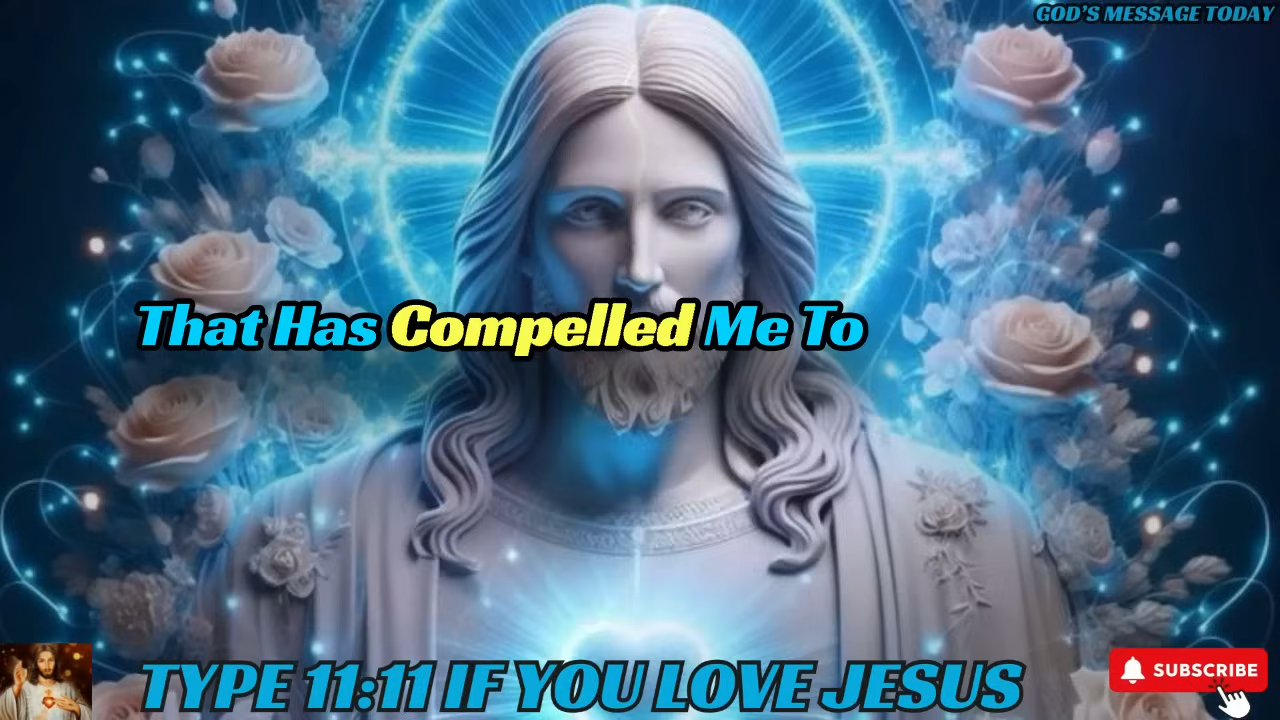 GOD'S MESSAGE TODAY
That Has Compelled Me To
TYPE 11:11 IF YOU LOVE JESUS
SUBSCRIBE